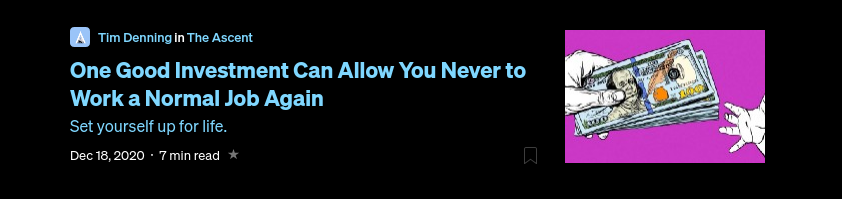 Tim Denning in The Ascent
One Good Investment Can Allow You Never to
Work a Normal Job Again
Set yourself up for life.
Dec 18, 2020 · 7 min read ★